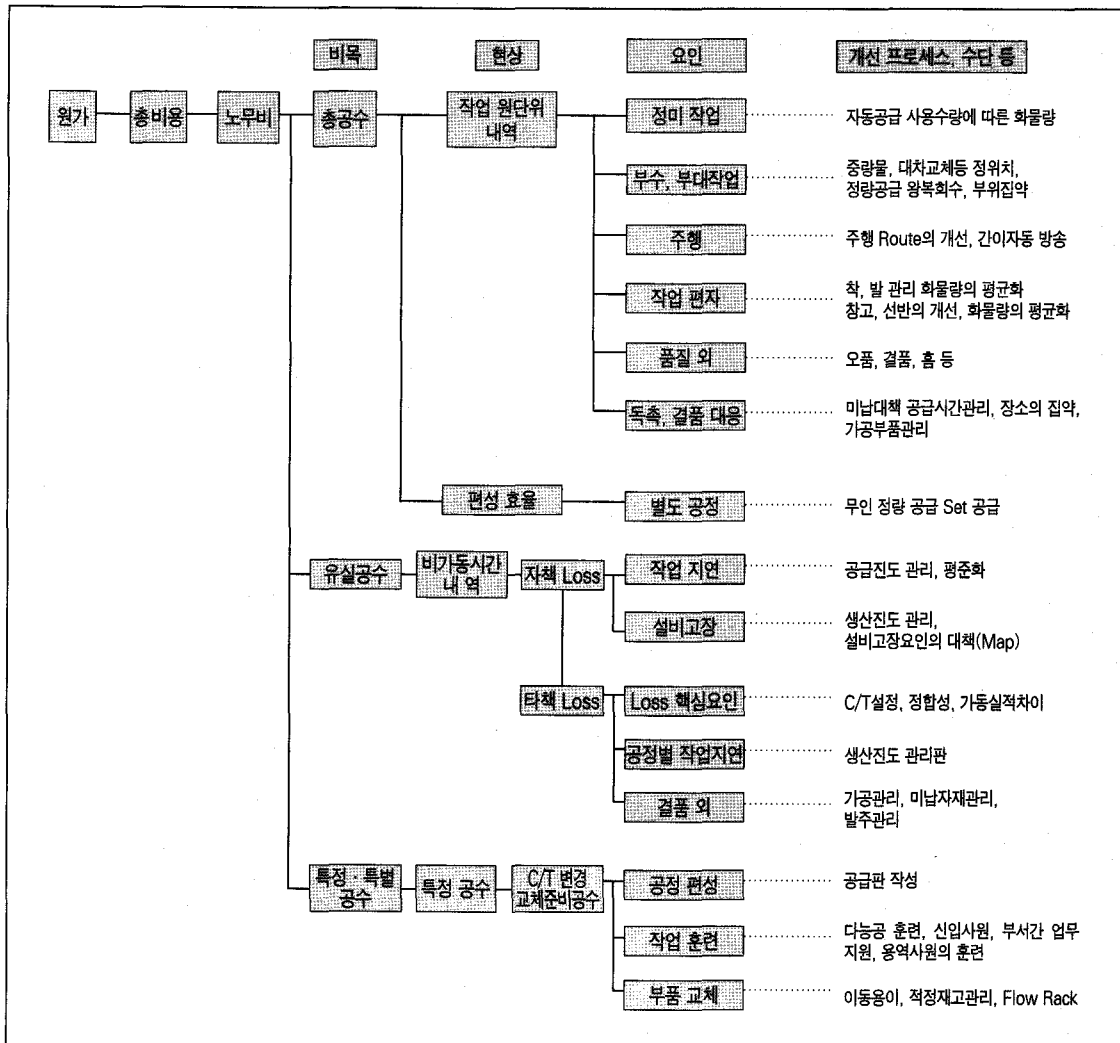 비목 현상 요인 개선 프로세스, 수단 등
원가 총비용 노무비 총공수 작업 원단위 정미 작업 자동공급 사용수량에 따른 화물량
내역
부수, 부대작업 중량물, 대차교체등 정위치,
정량공급 왕복회수, 부위집약
주행 주행 Route의 개선, 간이자동 방송
작업 편차 착, 발 관리 화물량의 평균화
창고, 선반의 개선, 화물량의 평균화
품질 외 오품, 결품, 흠 등
독촉, 결품 대응 미납대책 공급시간관리, 장소의 집약,
가공부품관리
편성 효율 별도 공정 무인 정량 공급 Set 공급
유실공수 비가동시간 자책 Loss 작업 지연 공급진도 관리, 평준화
내 역
설비고장 생산진도 관리,
설비고장요인의 대책(Map)
타책 Loss Loss 핵심요인 C/T설정, 정합성, 가동실적차이
공정별 작업지연 생산진도 관리판
결품 외 가공관리, 미납자재관리,
발주관리
특정 · 특별 특정 공수 C/T 변경 공정 편성 공급판 작성
공수 교체준비공수
작업 훈련 다능공 훈련, 신입사원, 부서간 업무
지원, 용역사원의 훈련
부품 교체 이동용이, 적정재고관리, Flow Rack